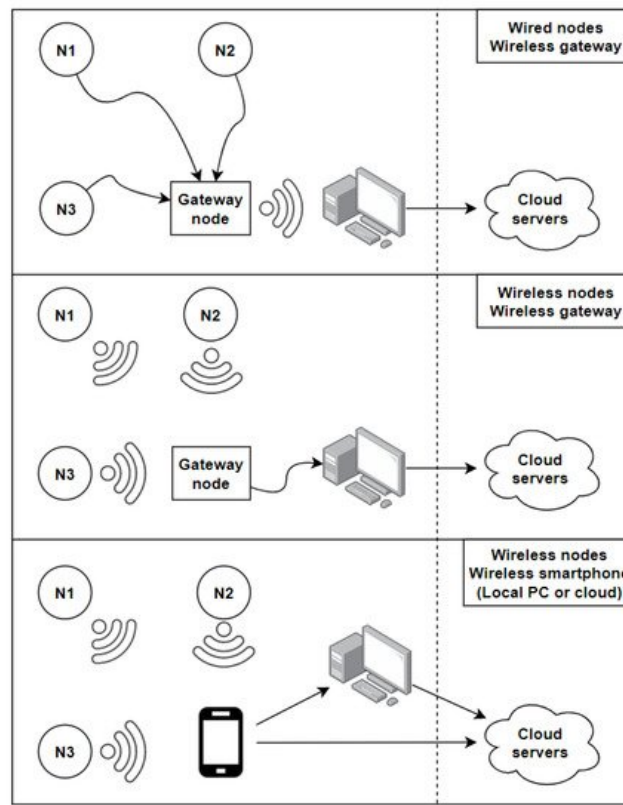 N1
N2
Wired nodes
Wireless gateway
N3
Gateway
node
Cloud
servers
N1
N2
Wireless nodes
Wireless gateway
N3
Gateway
node
Cloud
servers
N1
N2
Wireless nodes
Wireless smartphone
(Local PC or cloud)
N3
Cloud
servers